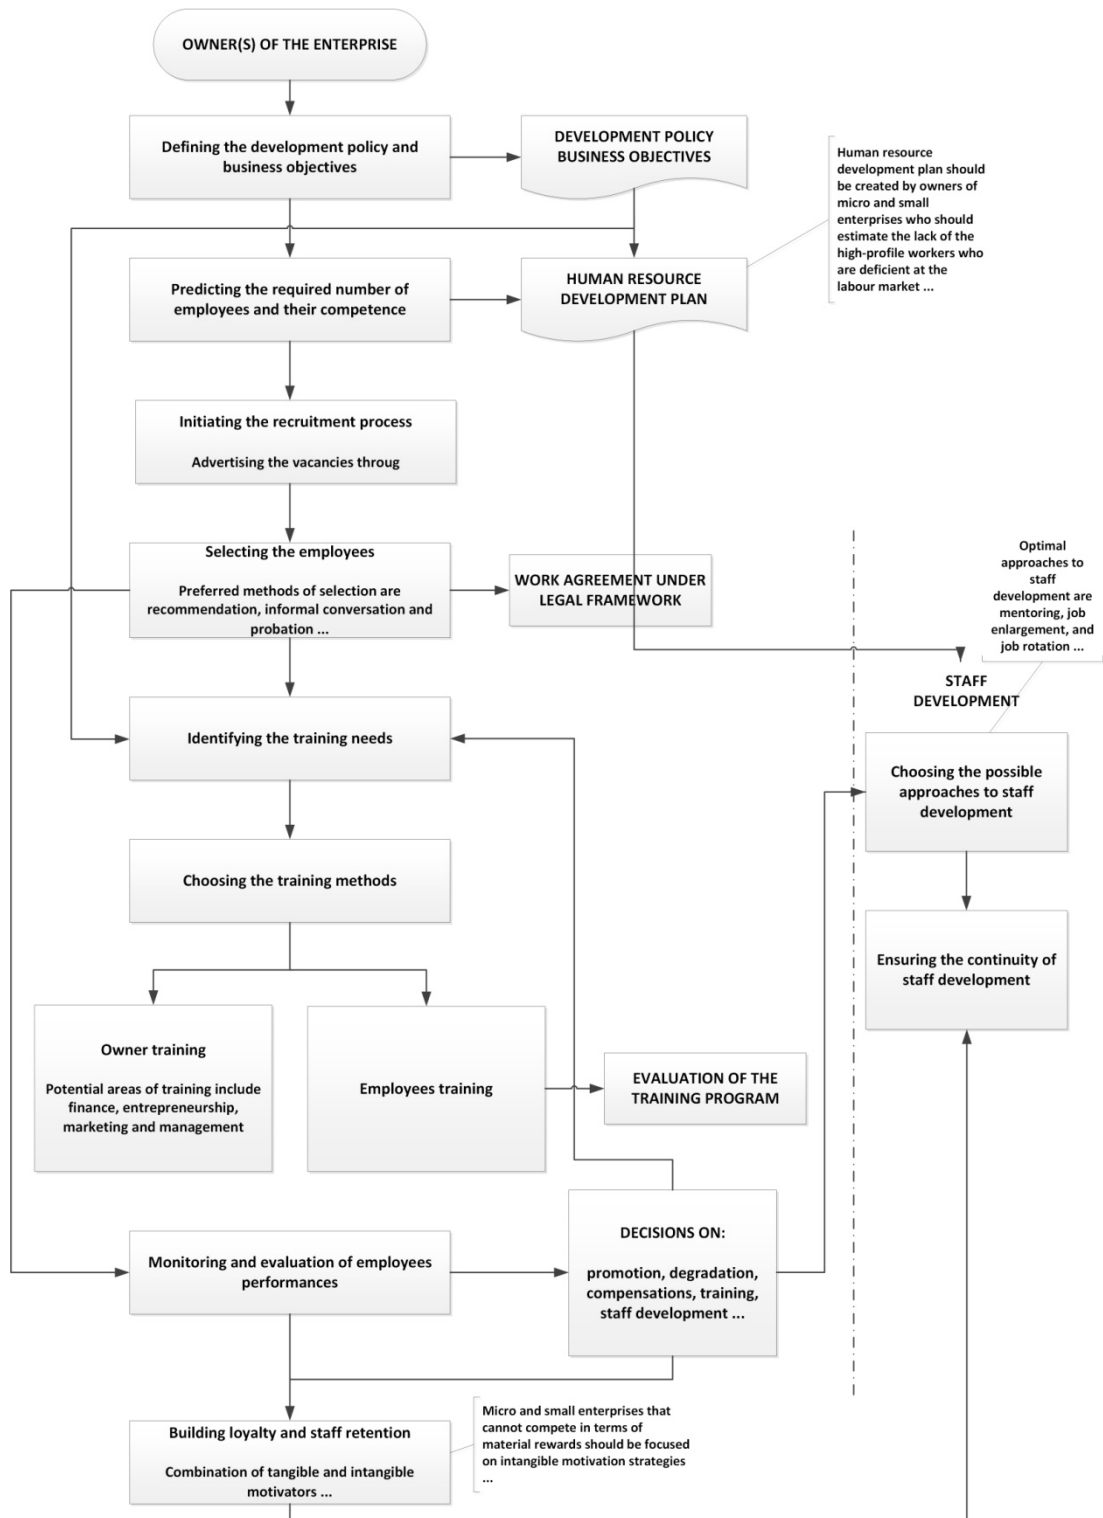 OWNER(S) OF THE ENTERPRISE
Defining the development policy and
business objectives
DEVELOPMENT POLICY
BUSINESS OBJECTIVES
Human resource
development plan should
be created by owners of
micro and small
enterprises who should
estimate the lack of the
high-profile workers who
are deficient at the
labour market ...
Predicting the required number of
employees and their competence
HUMAN RESOURCE
DEVELOPMENT PLAN
Initiating the recruitment process
Advertising the vacancies throug
Selecting the employees
Preferred methods of selection are
recommendation, informal conversation and
probation ...
WORK AGREEMENT UNDER
LEGAL FRAMEWORK
Optimal
approaches to
staff
development are
mentoring, job
enlargement, and
job rotation ...
STAFF
DEVELOPMENT
Identifying the training needs
Choosing the possible
approaches to staff
development
Choosing the training methods
Ensuring the continuity of
staff development
Owner training
Potential areas of training include
finance, entrepreneurship,
marketing and management
Employees training
EVALUATION OF THE
TRAINING PROGRAM
Monitoring and evaluation of employees
performances
DECISIONS ON:
promotion, degradation,
compensations, training,
staff development ...
Building loyalty and staff retention
Combination of tangible and intangible
motivators ...
Micro and small enterprises that
cannot compete in terms of
material rewards should be focused
on intangible motivation strategies
...